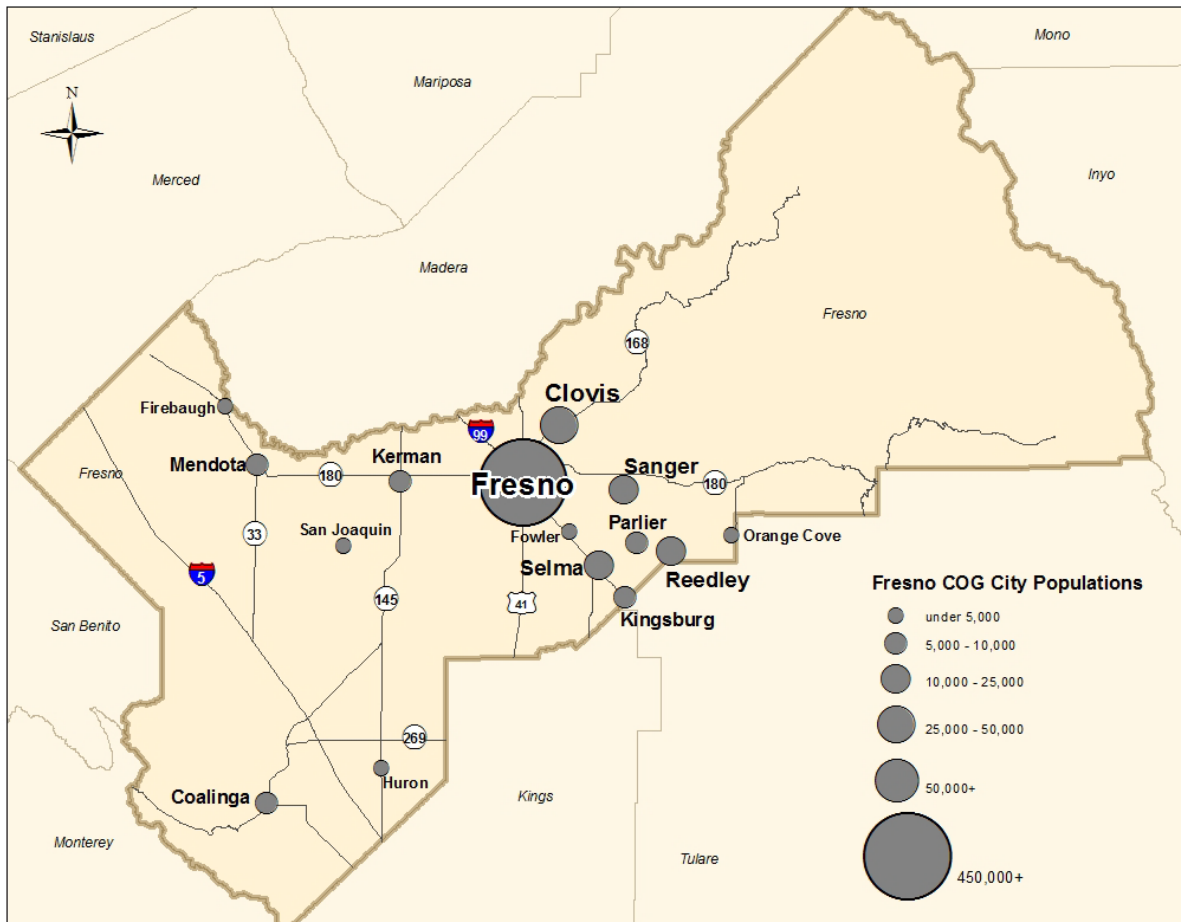 Stanislaus
Mono
Mariposa
N
Merced
Inyo
Madera
Fresno
168
Clovis
Firebaugh
99
Kerman
Mendota
Fresno
180
Fresno
Sanger
180
San Joaquin
33
Fowler
Parlier
Orange Cove
Selma
Reedley
5
145
41
Kingsburg
San Benito
Fresno COG City Populations
under 5,000
5,000 - 10,000
10,000 - 25,000
25,000 - 50,000
50,000+
450,000+
269
Huron
Coalinga
Kings
Monterey
Tulare